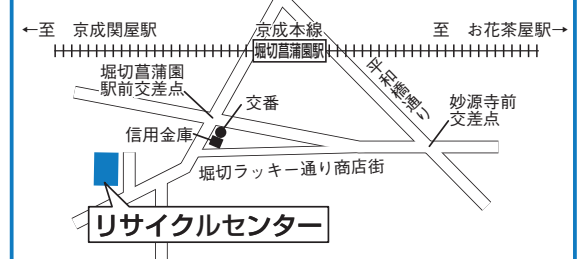 ←至 京成関屋駅
京成本線
至 お花茶屋駅→
堀切菖蒲園駅
平和橋通り
堀切菖蒲園
駅前交差点
交番
妙源寺前
交差点
信用金庫
堀切ラッキー通り商店街
リサイクルセンター